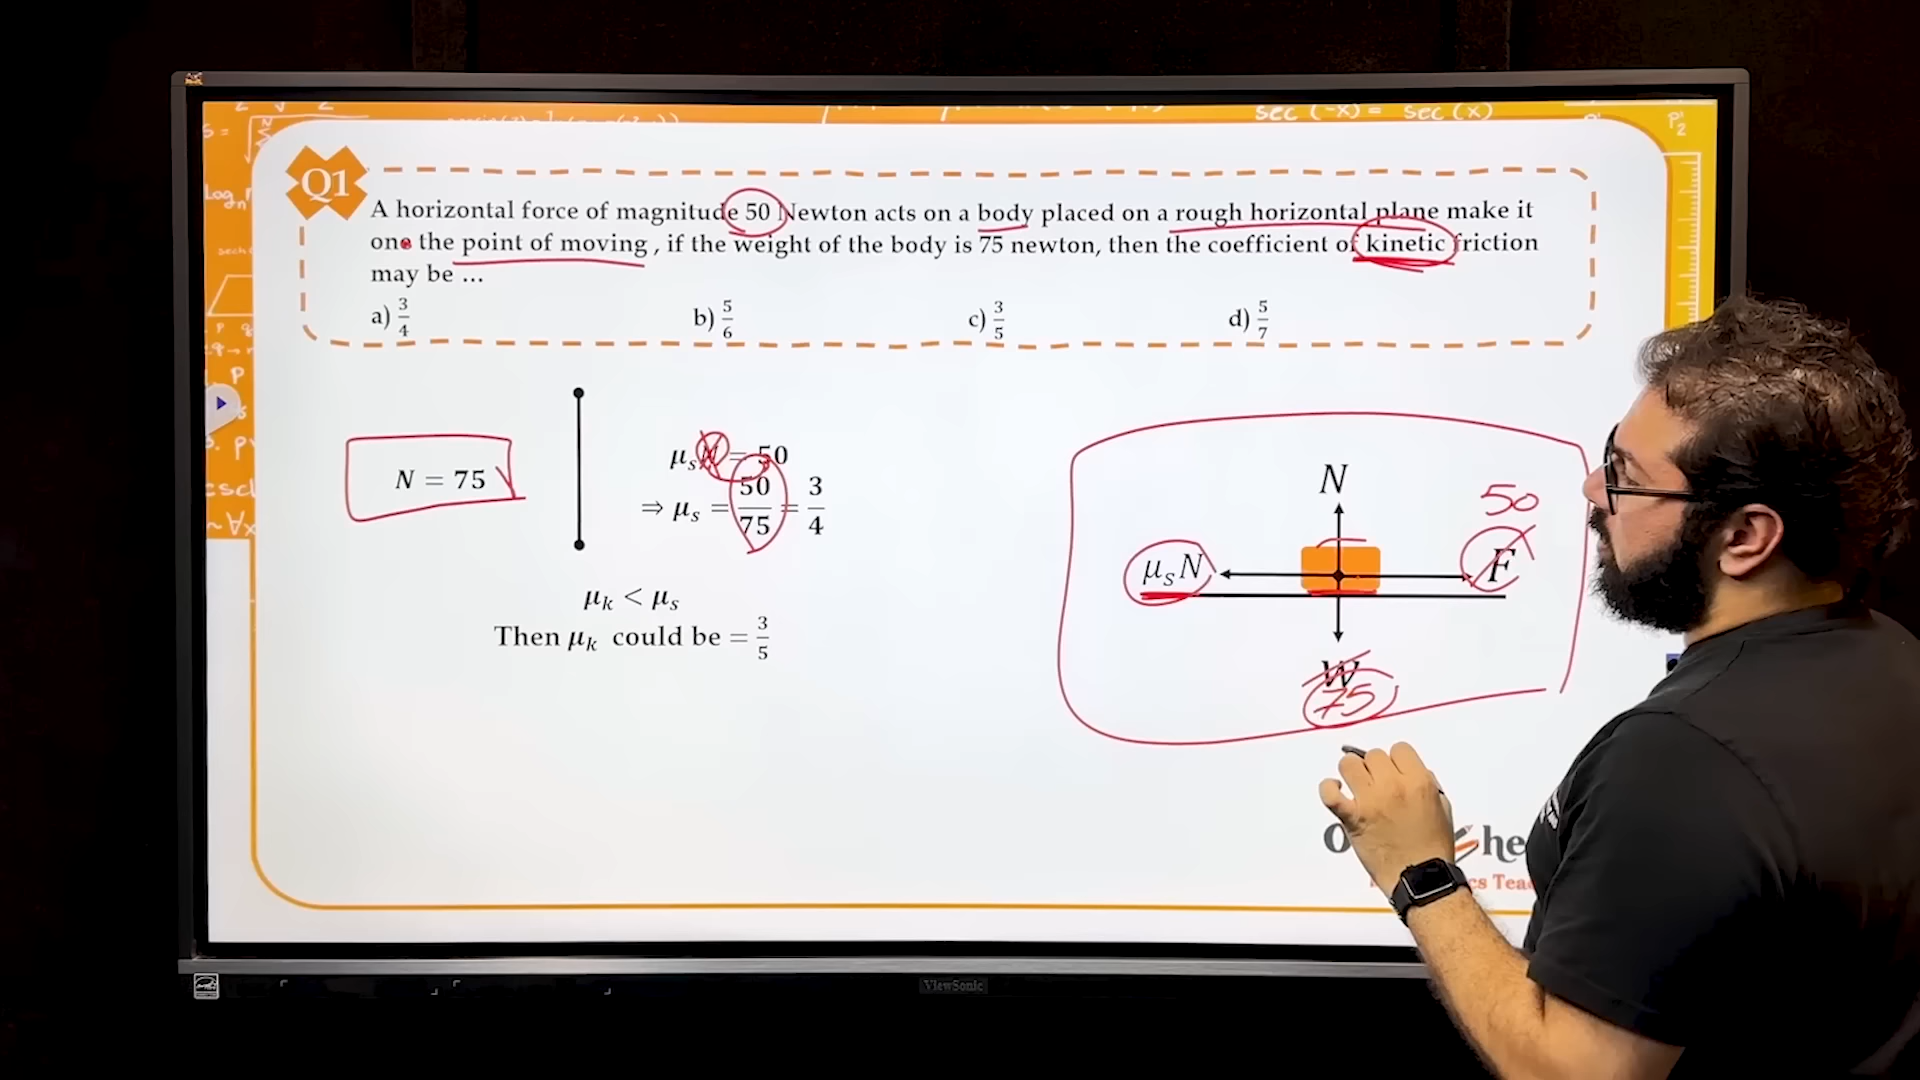 sec (-x) = sec (x)
Q1
A horizontal force of magnitude 50 Newton acts on a body placed on a rough horizontal plane make it
one the point of moving , if the weight of the body is 75 newton, then the coefficient of kinetic friction
may be ...
a) 3/4 b) 5/6 c) 3/5 d) 5/7
N = 75
μₛN = 50
⇒ μₛ = 50/75 = 3/4
μₖ < μₛ
Then μₖ could be = 3/5
N
50
μₛN
F
W
75
ViewSonic